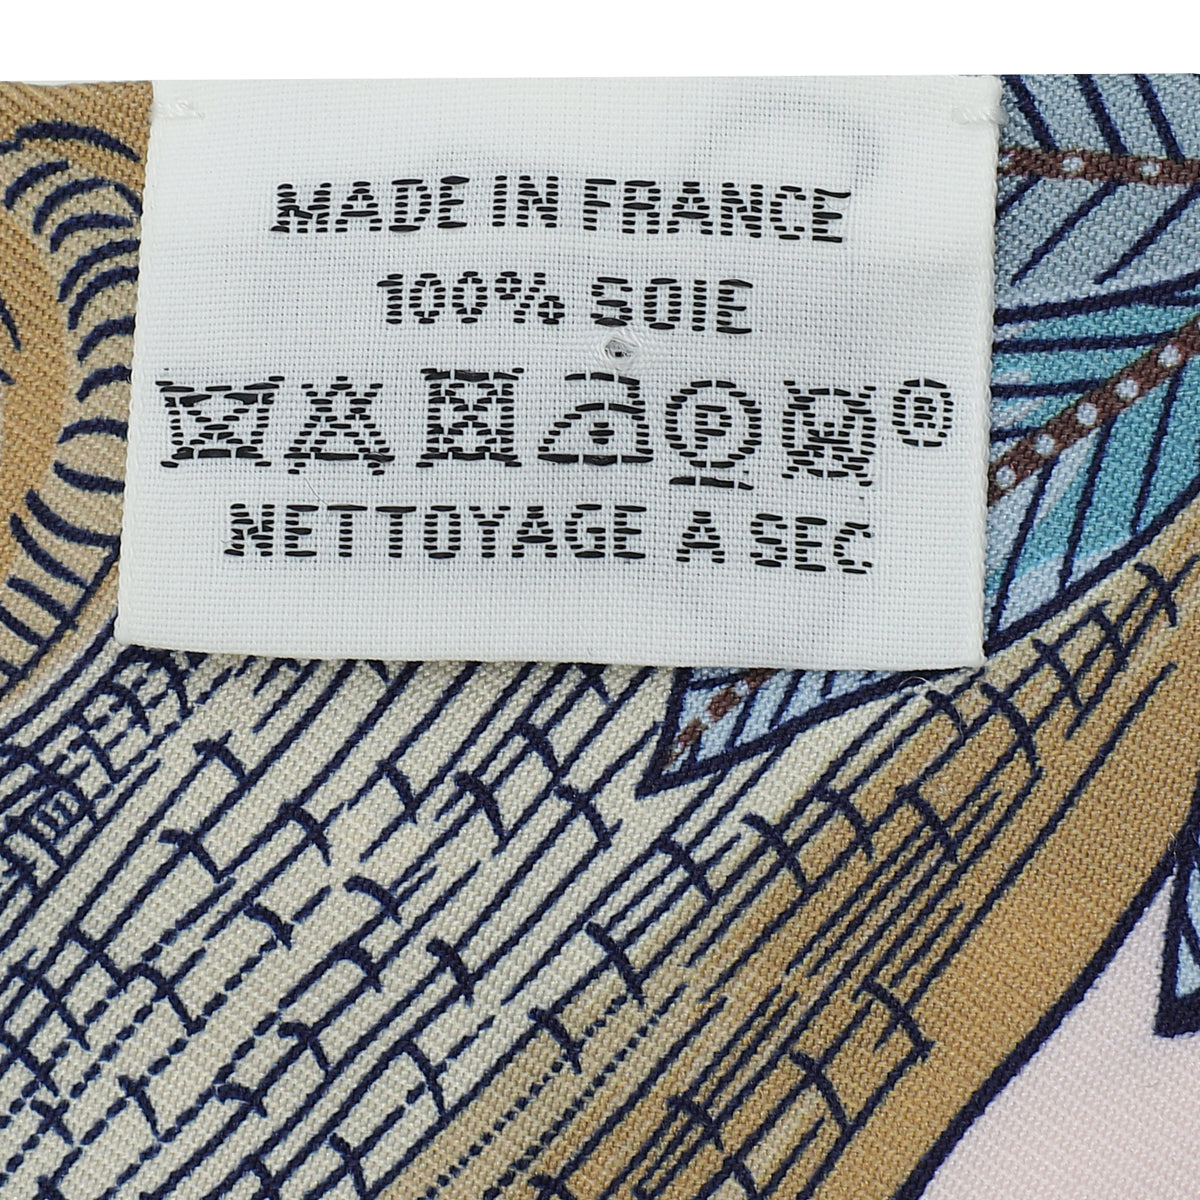 MADE IN FRANCE
100% SOIE
P W ®
NETTOYAGE A SEC